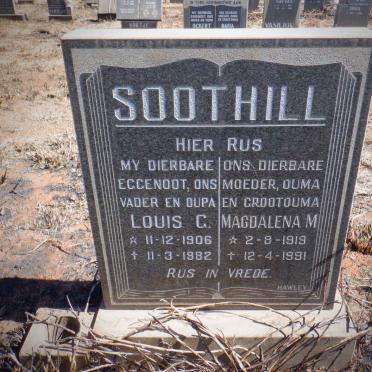 SOOTHILL
HIER RUS
MY DIERBARE ONS DIERBARE
EGGENOOT, ONS MOEDER, OUMA
VADER EN OUPA EN GROOTOUMA
LOUIS C. MAGDALENA M
☆ 11-12-1906 ☆ 2-8-1919
† 11-3-1982 † 12-4-1991
RUS IN VREDE.
HAWLEY